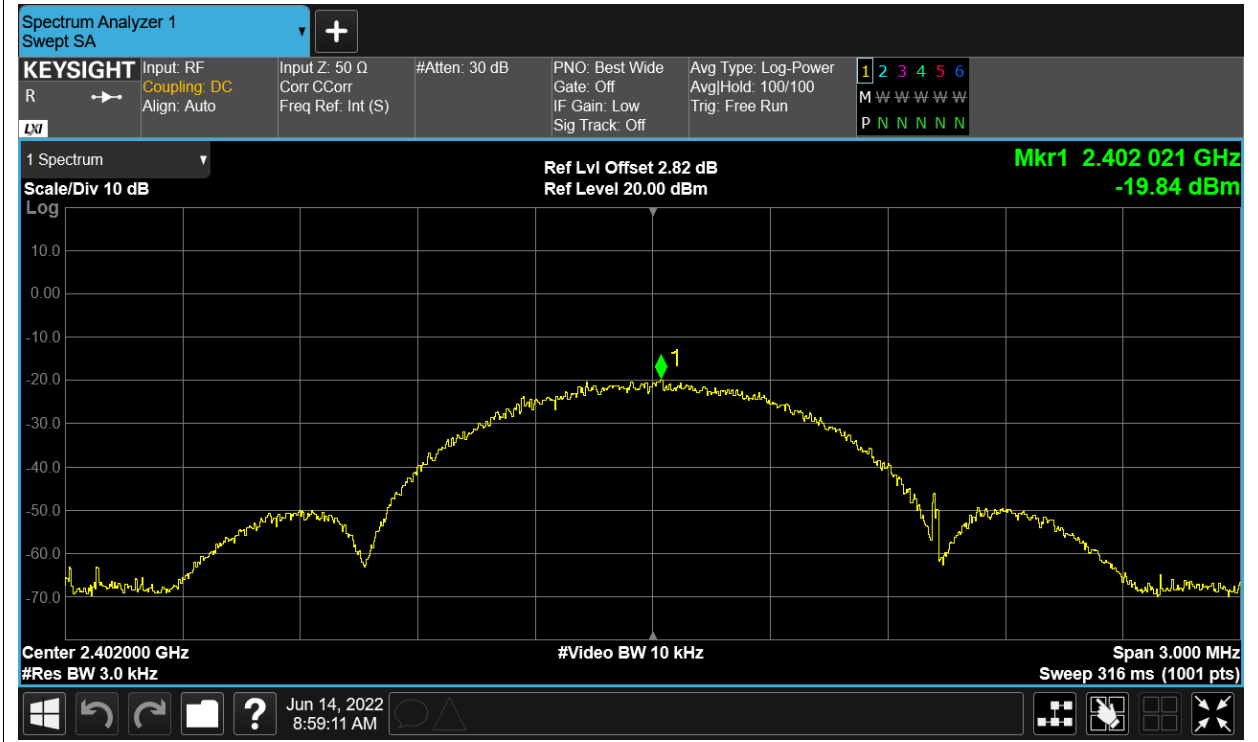 Spectrum Analyzer 1
Swept SA
KEYSIGHT
R
LXI
Input: RF
Coupling: DC
Align: Auto
Input Z: 50 Ω
Corr CCorr
Freq Ref: Int (S)
#Atten: 30 dB
PNO: Best Wide
Gate: Off
IF Gain: Low
Sig Track: Off
Avg Type: Log-Power
Avg|Hold: 100/100
Trig: Free Run
1 2 3 4 5 6
M W W W W W
P N N N N N
1 Spectrum
Scale/Div 10 dB
Log
Ref Lvl Offset 2.82 dB
Ref Level 20.00 dBm
Mkr1 2.402 021 GHz
-19.84 dBm
10.0
0.00
-10.0
1
-20.0
-30.0
-40.0
-50.0
-60.0
-70.0
Center 2.402000 GHz
#Video BW 10 kHz
Span 3.000 MHz
#Res BW 3.0 kHz
Sweep 316 ms (1001 pts)
?
Jun 14, 2022
8:59:11 AM